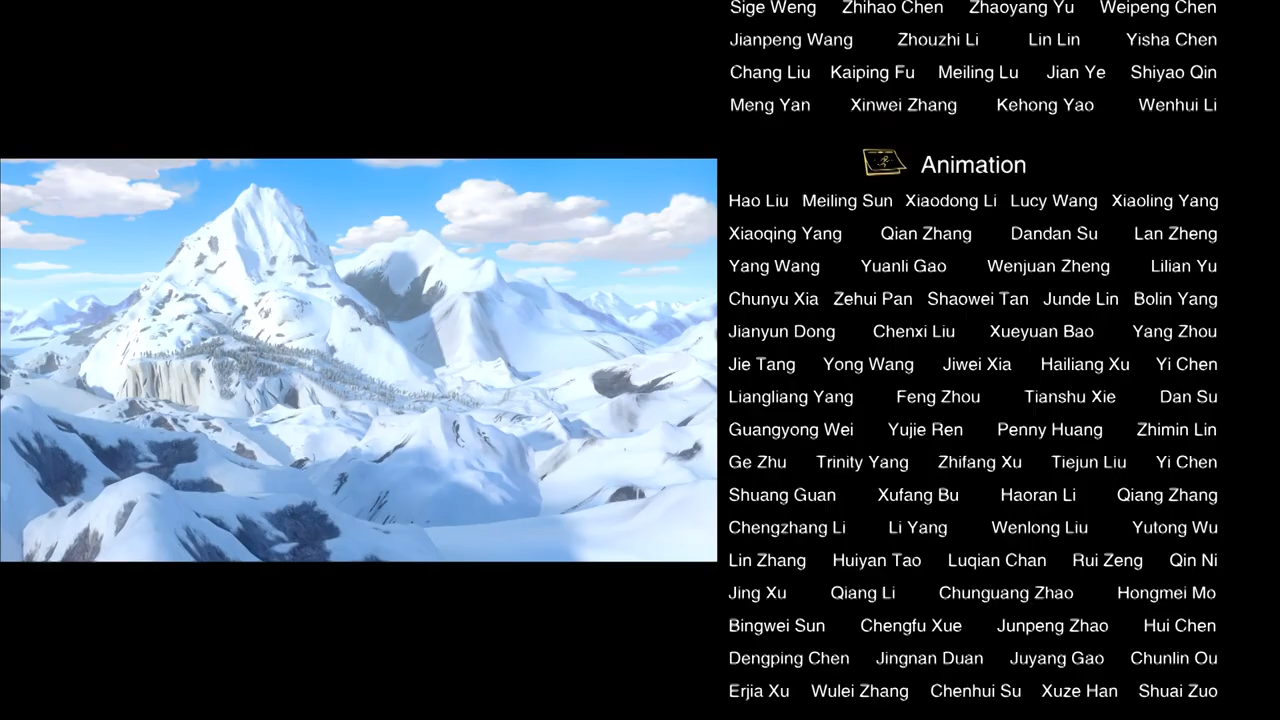 Sige Weng Zhihao Chen Zhaoyang Yu Weipeng Chen
Jianpeng Wang Zhouzhi Li Lin Lin Yisha Chen
Chang Liu Kaiping Fu Meiling Lu Jian Ye Shiyao Qin
Meng Yan Xinwei Zhang Kehong Yao Wenhui Li
Animation
Hao Liu Meiling Sun Xiaodong Li Lucy Wang Xiaoling Yang
Xiaoqing Yang Qian Zhang Dandan Su Lan Zheng
Yang Wang Yuanli Gao Wenjuan Zheng Lilian Yu
Chunyu Xia Zehui Pan Shaowei Tan Junde Lin Bolin Yang
Jianyun Dong Chenxi Liu Xueyuan Bao Yang Zhou
Jie Tang Yong Wang Jiwei Xia Hailiang Xu Yi Chen
Liangliang Yang Feng Zhou Tianshu Xie Dan Su
Guangyong Wei Yujie Ren Penny Huang Zhimin Lin
Ge Zhu Trinity Yang Zhifang Xu Tiejun Liu Yi Chen
Shuang Guan Xufang Bu Haoran Li Qiang Zhang
Chengzhang Li Li Yang Wenlong Liu Yutong Wu
Lin Zhang Huiyan Tao Luqian Chan Rui Zeng Qin Ni
Jing Xu Qiang Li Chunguang Zhao Hongmei Mo
Bingwei Sun Chengfu Xue Junpeng Zhao Hui Chen
Dengping Chen Jingnan Duan Juyang Gao Chunlin Ou
Erjia Xu Wulei Zhang Chenhui Su Xuze Han Shuai Zuo